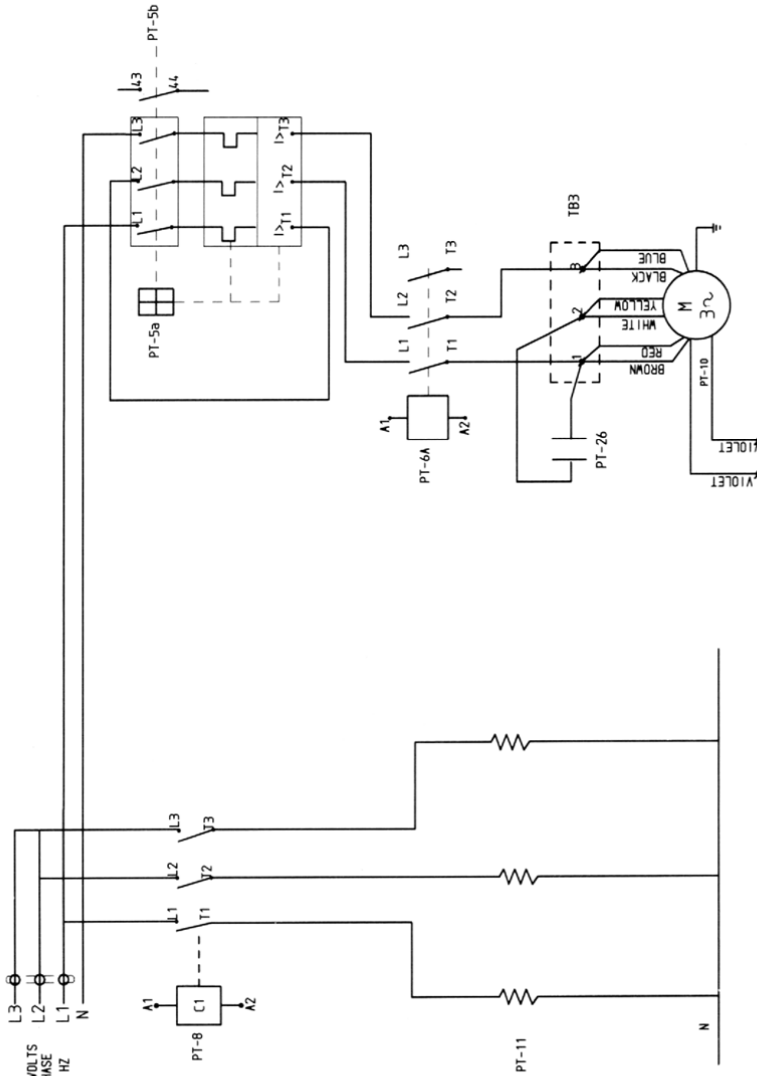 PT-5b
43
44
L3
L2
L1
I>T3
I>T2
I>T1
PT-5a
L3
L2
L1
T3
T2
T1
A1
A2
PT-6A
TB3
3
2
1
BLUE
BLACK
YELLOW
WHITE
RED
BROWN
M
3~
PT-10
PT-26
VIOLET
VIOLET
L3
L2
L1
N
VOLTS
HZ
L3
L2
L1
T3
T2
T1
A1
C1
A2
PT-8
PT-11
N